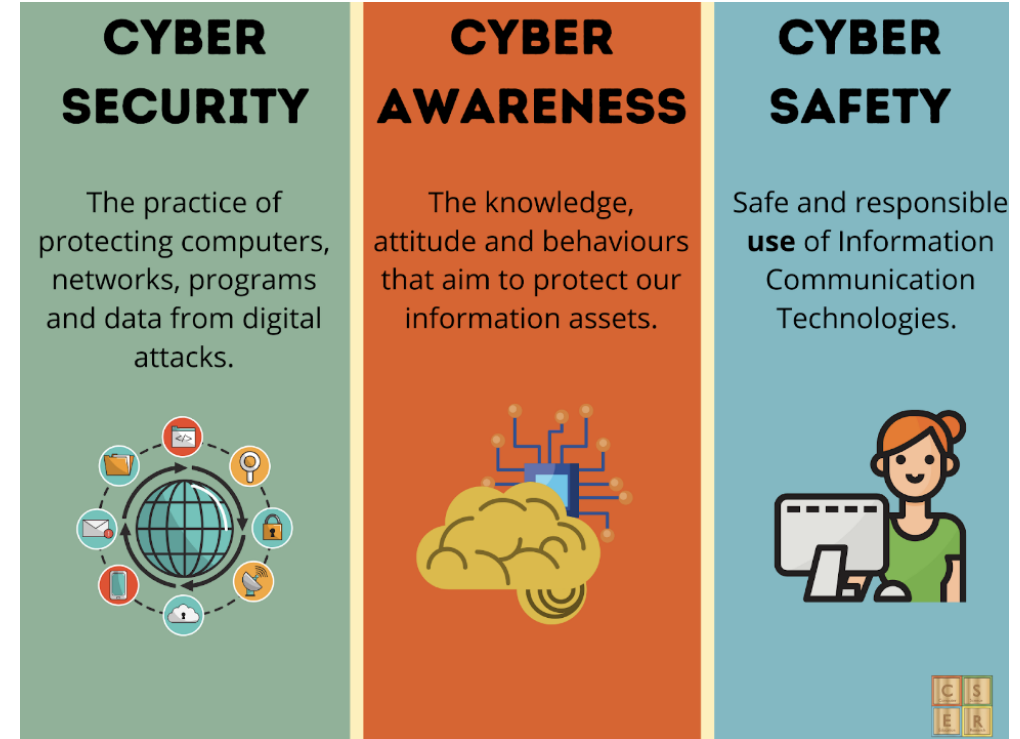 CYBER
SECURITY
The practice of
protecting computers,
networks, programs
and data from digital
attacks.
CYBER
AWARENESS
The knowledge,
attitude and behaviours
that aim to protect our
information assets.
CYBER
SAFETY
Safe and responsible
use of Information
Communication
Technologies.
</>
C S
E R